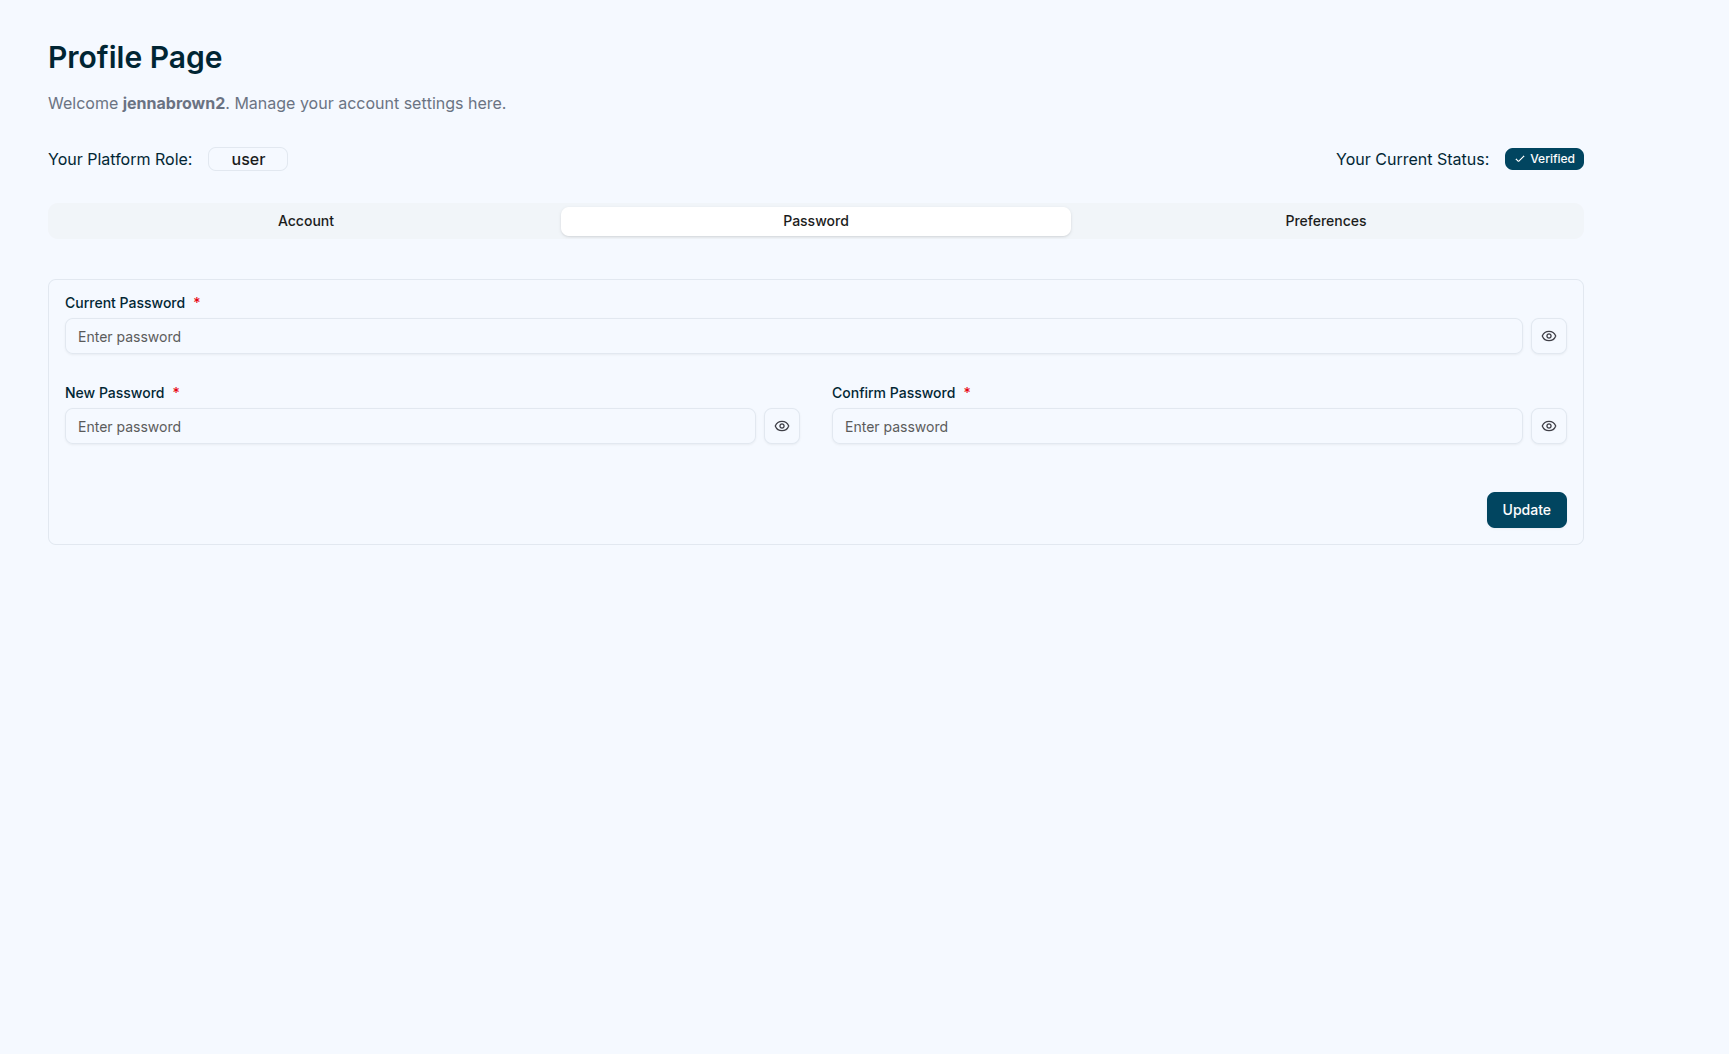 Profile Page
Welcome jennabrown2. Manage your account settings here.
Your Platform Role: user
Your Current Status: Verified
Account Password Preferences
Current Password *
Enter password
New Password * Confirm Password *
Enter password Enter password
Update